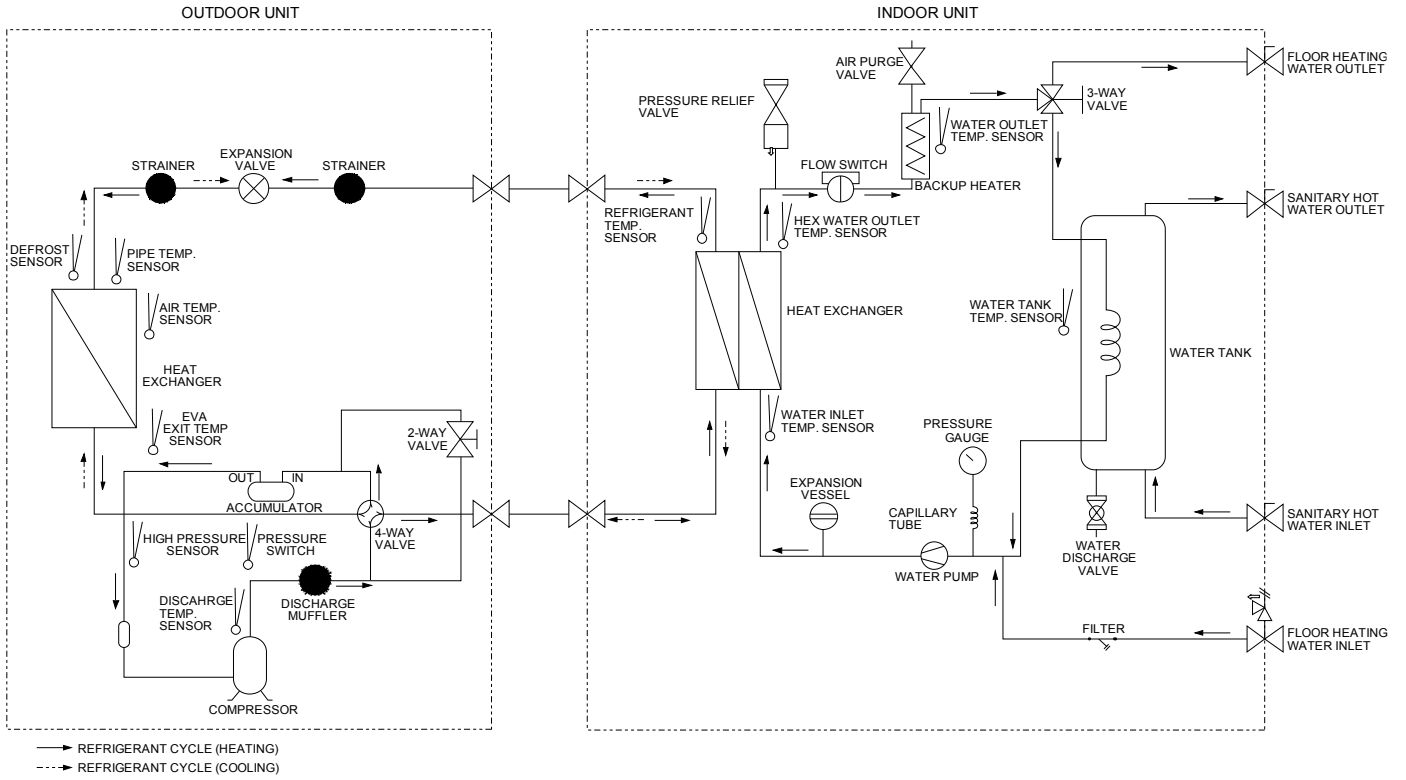 OUTDOOR UNIT
INDOOR UNIT
AIR PURGE
VALVE
FLOOR HEATING
WATER OUTLET
3-WAY
VALVE
PRESSURE RELIEF
VALVE
WATER OUTLET
TEMP. SENSOR
FLOW SWITCH
BACKUP HEATER
STRAINER
EXPANSION
VALVE
STRAINER
REFRIGERANT
TEMP.
SENSOR
HEX WATER OUTLET
TEMP. SENSOR
SANITARY HOT
WATER OUTLET
DEFROST
SENSOR
PIPE TEMP.
SENSOR
AIR TEMP.
SENSOR
HEAT EXCHANGER
WATER TANK
TEMP. SENSOR
WATER TANK
HEAT
EXCHANGER
EVA
EXIT TEMP
SENSOR
2-WAY
VALVE
WATER INLET
TEMP. SENSOR
PRESSURE
GAUGE
OUT
IN
ACCUMULATOR
4-WAY
VALVE
EXPANSION
VESSEL
CAPILLARY
TUBE
WATER PUMP
WATER
DISCHARGE
VALVE
SANITARY HOT
WATER INLET
HIGH PRESSURE
SENSOR
PRESSURE
SWITCH
DISCAHRGE
TEMP.
SENSOR
DISCHARGE
MUFFLER
COMPRESSOR
FILTER
FLOOR HEATING
WATER INLET
REFRIGERANT CYCLE (HEATING)
REFRIGERANT CYCLE (COOLING)